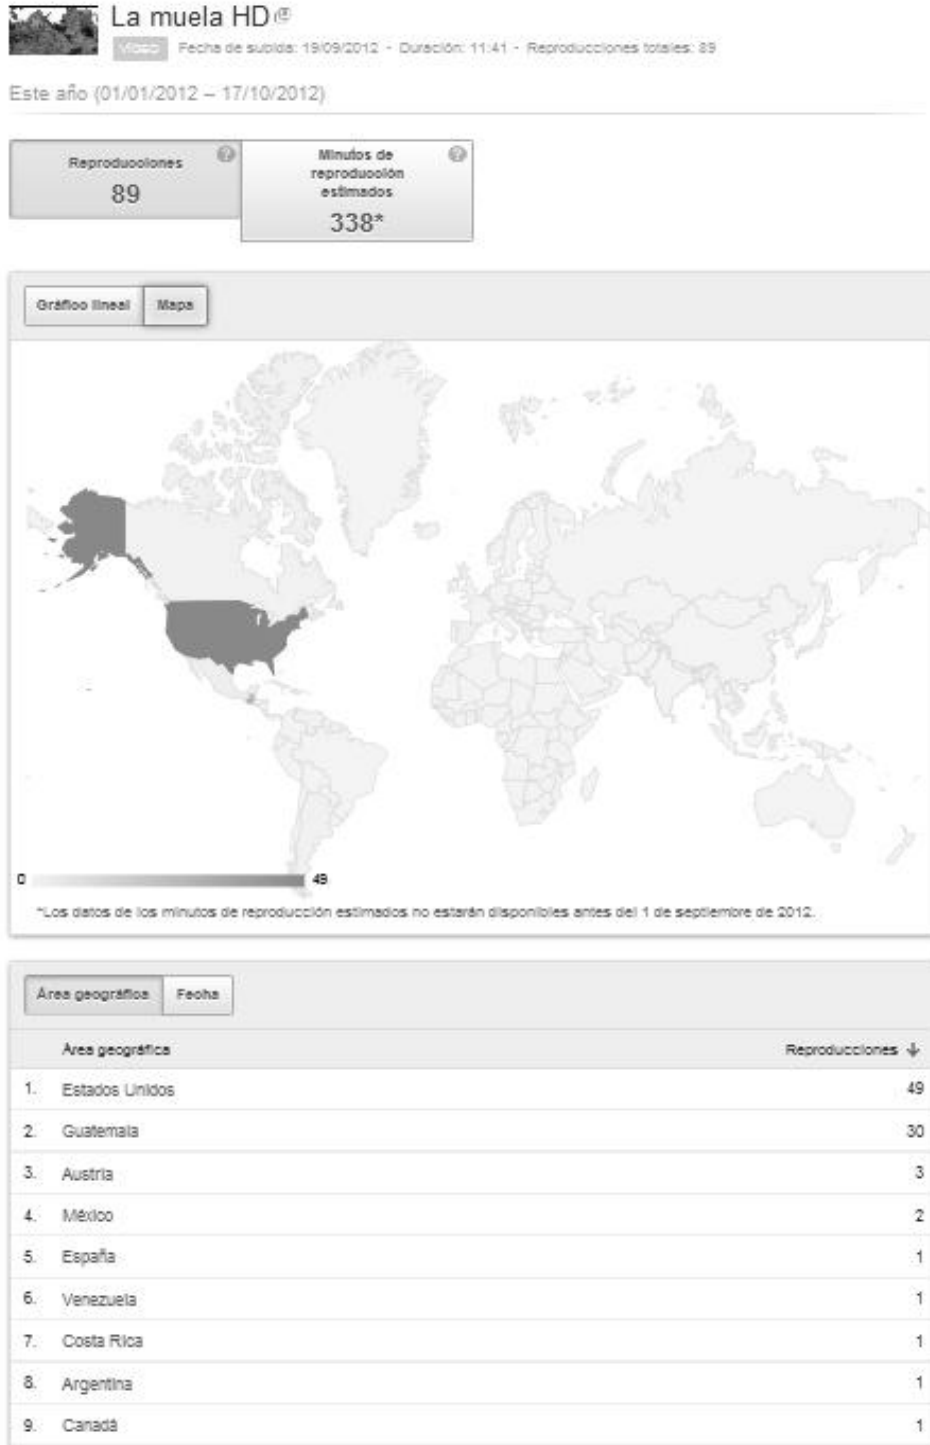 La muela HD
Vídeo Fecha de subida: 19/09/2012 - Duración: 11:41 - Reproducciones totales: 89
Este año (01/01/2012 – 17/10/2012)
Reproducciones
89
Minutos de
reproducción
estimados
338*
Gráfico lineal Mapa
0 49
*Los datos de los minutos de reproducción estimados no estarán disponibles antes del 1 de septiembre de 2012.
Área geográfica Fecha
Área geográfica Reproducciones ↓
1. Estados Unidos 49
2. Guatemala 30
3. Austria 3
4. México 2
5. España 1
6. Venezuela 1
7. Costa Rica 1
8. Argentina 1
9. Canadá 1